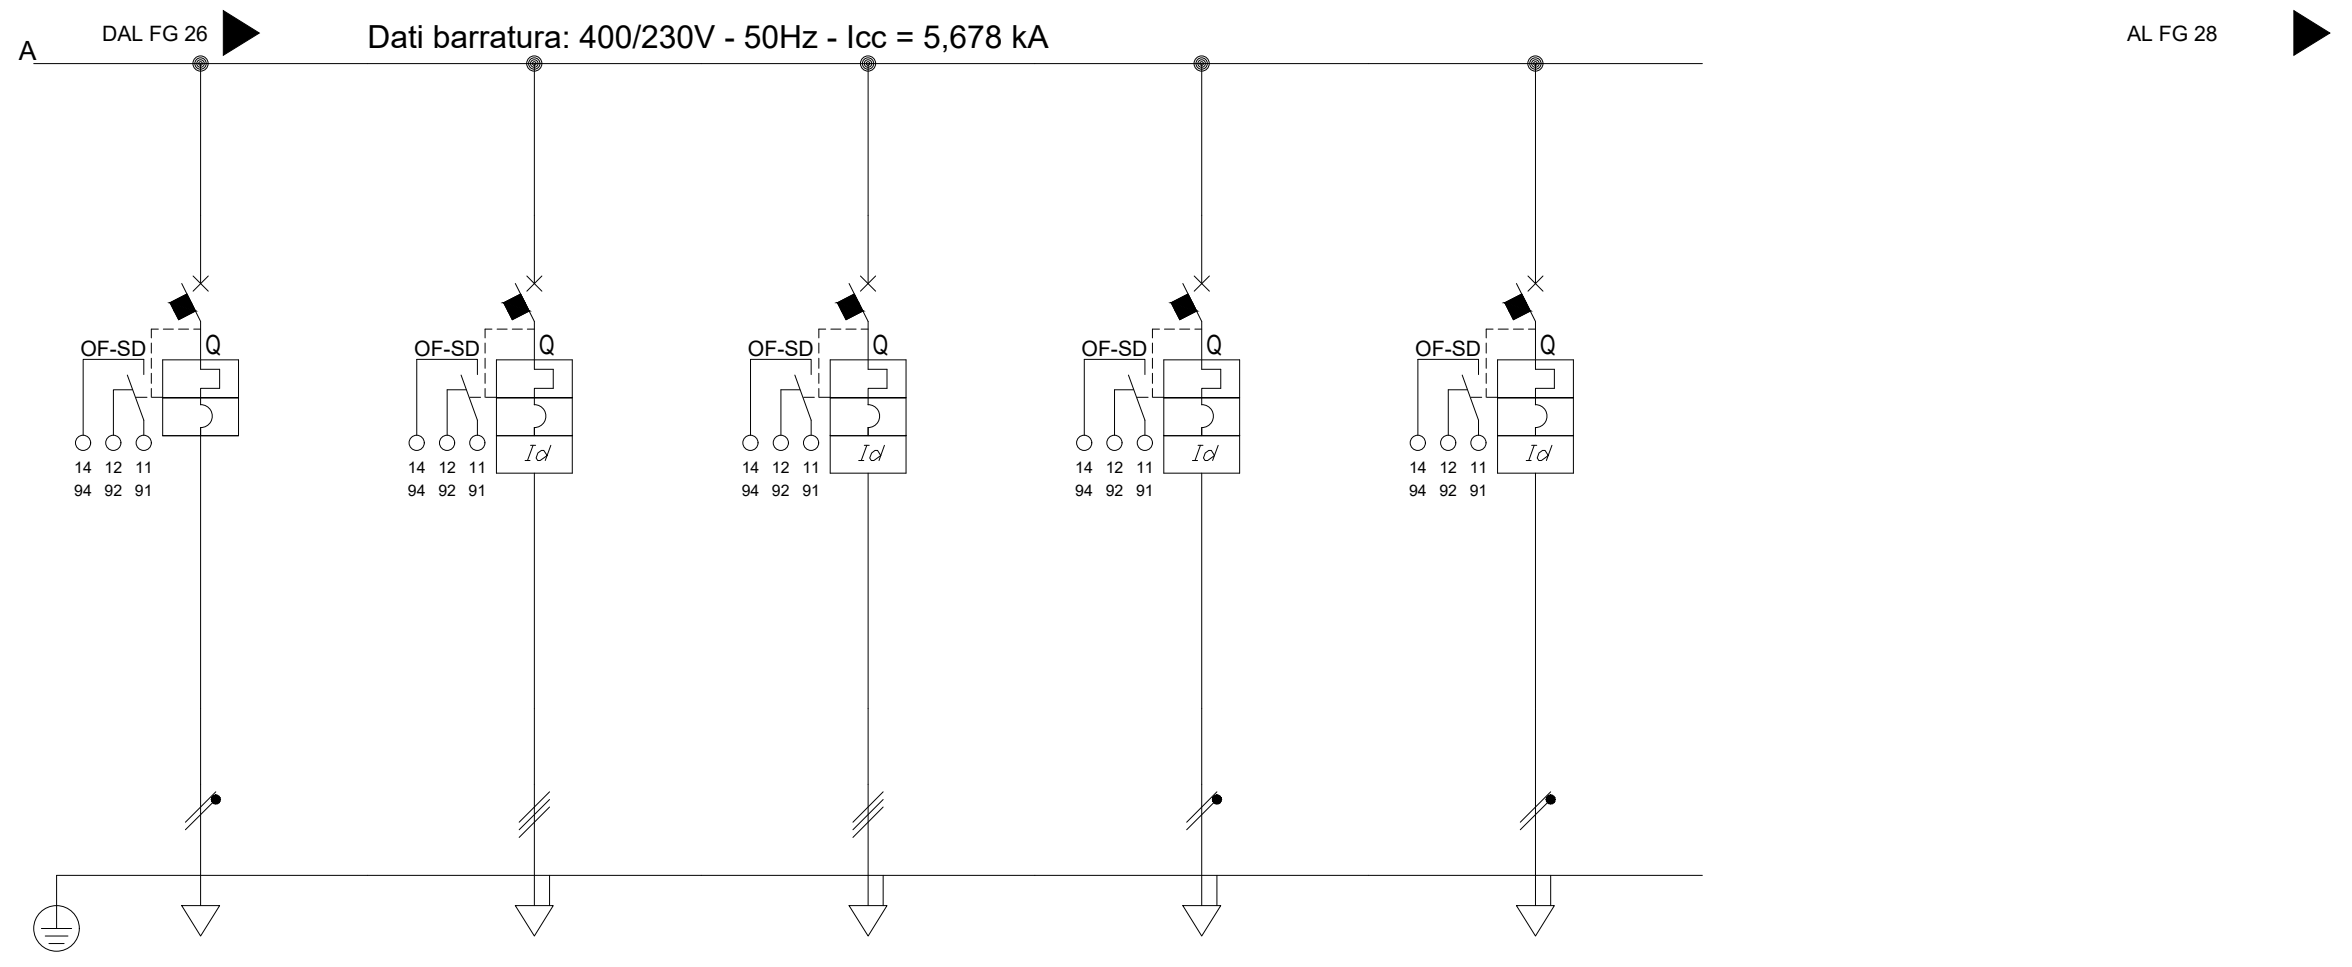 DAL FG 26
Dati barratura: 400/230V - 50Hz - Icc = 5,678 kA
AL FG 28
A
OF-SD Q OF-SD Q OF-SD Q OF-SD Q OF-SD Q
Id Id Id Id
14 12 11 14 12 11 14 12 11 14 12 11 14 12 11
94 92 91 94 92 91 94 92 91 94 92 91 94 92 91